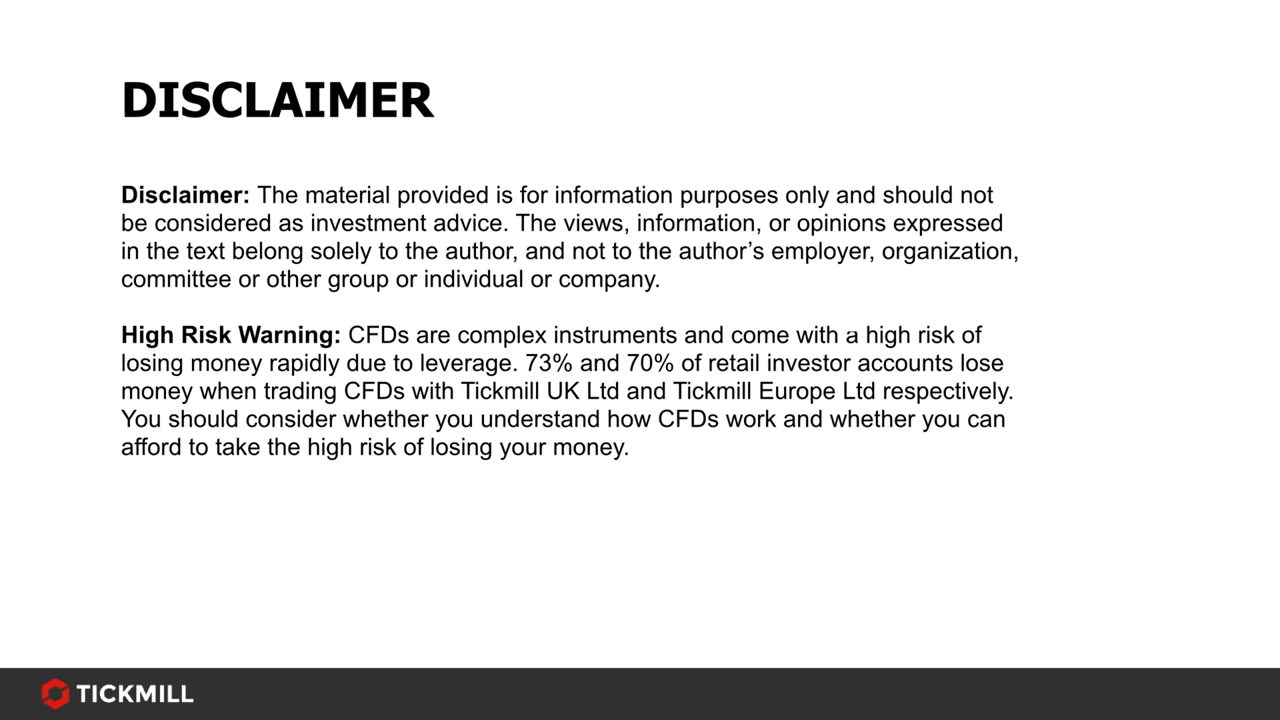 DISCLAIMER
Disclaimer: The material provided is for information purposes only and should not
be considered as investment advice. The views, information, or opinions expressed
in the text belong solely to the author, and not to the author’s employer, organization,
committee or other group or individual or company.
High Risk Warning: CFDs are complex instruments and come with a high risk of
losing money rapidly due to leverage. 73% and 70% of retail investor accounts lose
money when trading CFDs with Tickmill UK Ltd and Tickmill Europe Ltd respectively.
You should consider whether you understand how CFDs work and whether you can
afford to take the high risk of losing your money.
TICKMILL